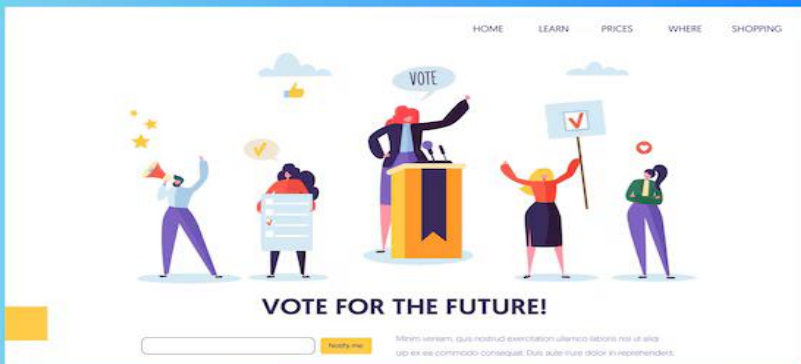 HOME LEARN PRICES WHERE SHOPPING
VOTE
VOTE FOR THE FUTURE!
Notify me
Minim veniam, quis nostrud exercitation ullamco laboris nisi ut aliq
uip ex ea commodo consequat. Duis aute irure dolor in reprehenderit.